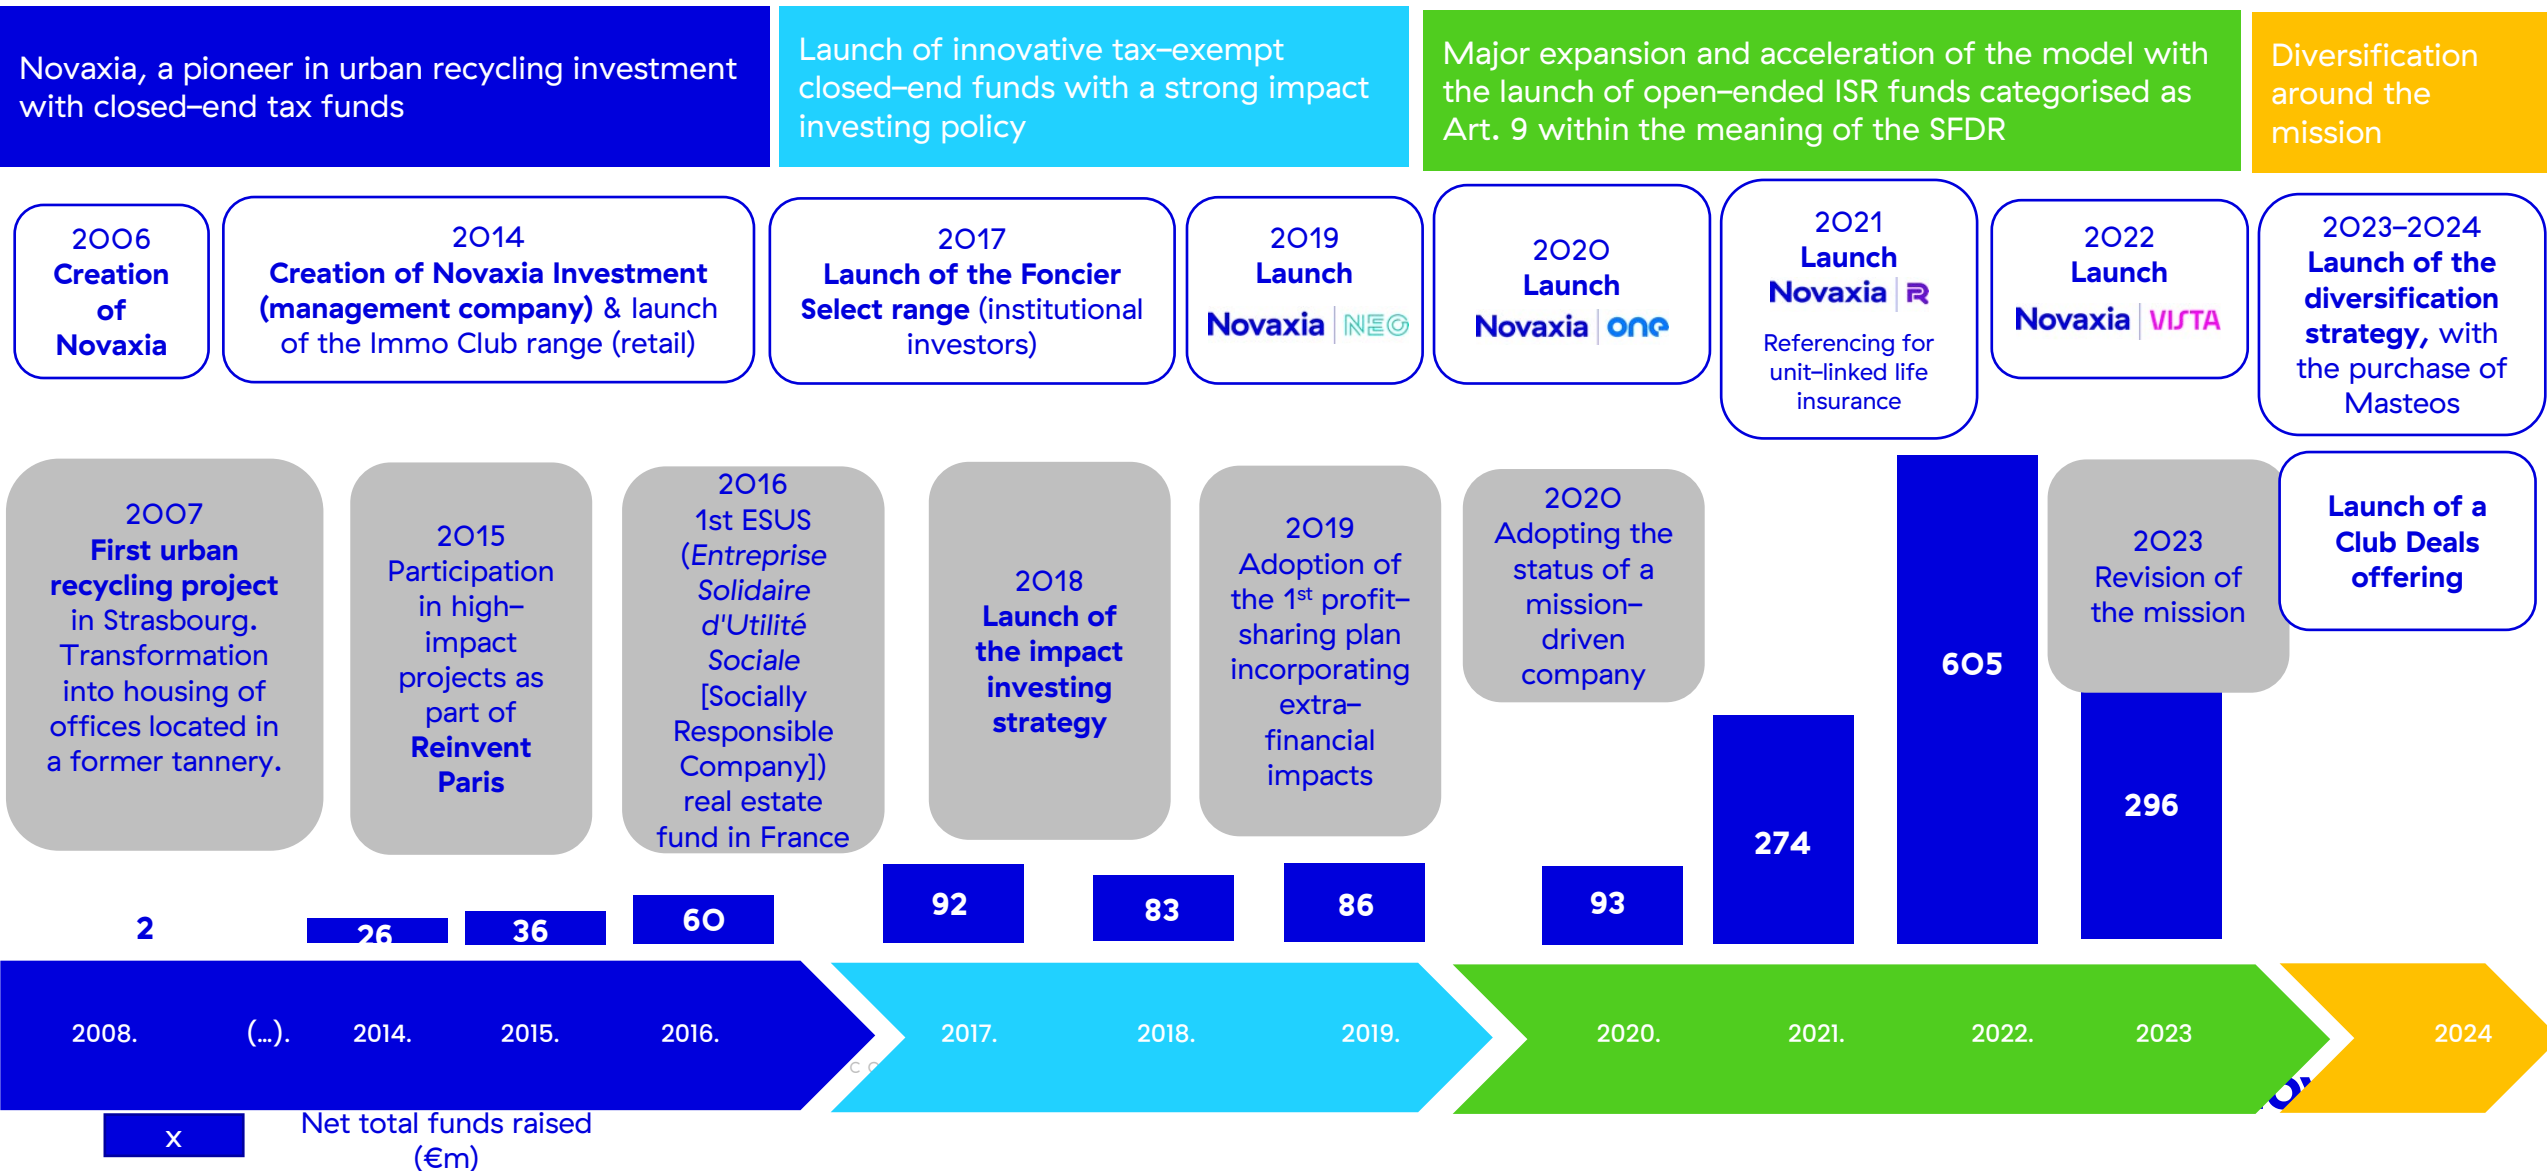 Novaxia, a pioneer in urban recycling investment
with closed–end tax funds
Launch of innovative tax–exempt
closed–end funds with a strong impact
investing policy
Major expansion and acceleration of the model with
the launch of open–ended ISR funds categorised as
Art. 9 within the meaning of the SFDR
Diversification
around the
mission
2006
Creation
of
Novaxia
2014
Creation of Novaxia Investment
(management company) & launch
of the Immo Club range (retail)
2017
Launch of the Foncier
Select range (institutional
investors)
2019
Launch
Novaxia NEO
2020
Launch
Novaxia one
2021
Launch
Novaxia R
Referencing for
unit–linked life
insurance
2022
Launch
Novaxia VISTA
2023–2024
Launch of the
diversification
strategy, with
the purchase of
Masteos
2007
First urban
recycling project
in Strasbourg.
Transformation
into housing of
offices located in
a former tannery.
2015
Participation
in high–
impact
projects as
part of
Reinvent
Paris
2016
1st ESUS
(Entreprise
Solidaire
d'Utilité
Sociale
[Socially
Responsible
Company])
real estate
fund in France
2018
Launch of
the impact
investing
strategy
2019
Adoption of
the 1st profit–
sharing plan
incorporating
extra–
financial
impacts
2020
Adopting the
status of a
mission–
driven
company
2023
Revision of
the mission
Launch of a
Club Deals
offering
2
26
36
60
92
83
86
93
274
605
296
2008.
(...).
2014.
2015.
2016.
2017.
2018.
2019.
2020.
2021.
2022.
2023
2024
x
Net total funds raised
(€m)